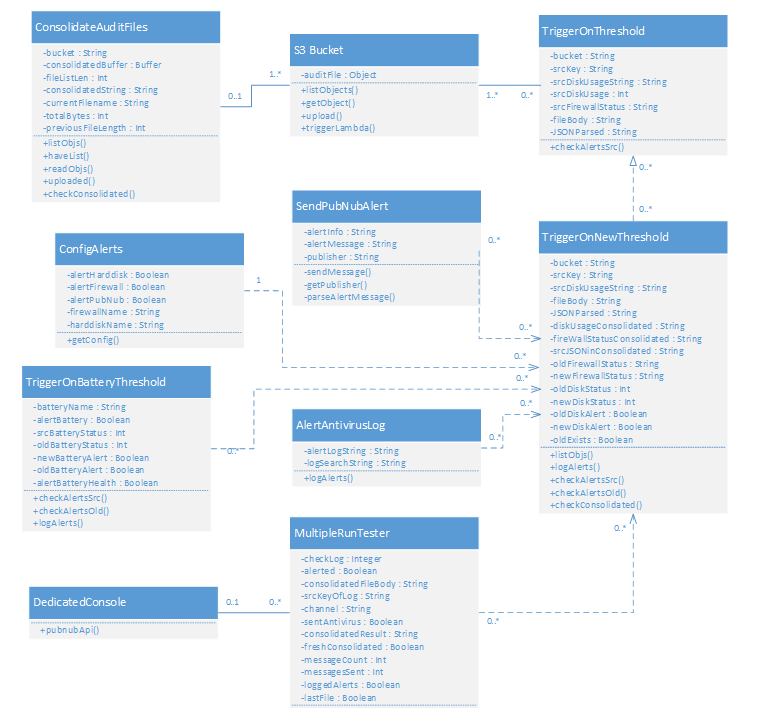 ConsolidateAuditFiles
-bucket : String
-consolidatedBuffer : Buffer
-fileListLen : Int
-consolidatedString : String
-currentFilename : String
-totalBytes : Int
-previousFileLength : Int
+listObjs()
+haveList()
+readObjs()
+uploaded()
+checkConsolidated()
0..1
1..*
S3 Bucket
-auditFile : Object
+listObjects()
+getObject()
+upload()
+triggerLambda()
1..*
0..*
TriggerOnThreshold
-bucket : String
-srcKey : String
-srcDiskUsageString : String
-srcDiskUsage : Int
-srcFirewallStatus : String
-fileBody : String
-JSONParsed : String
+checkAlertsSrc()
0..*
0..*
SendPubNubAlert
-alertInfo : String
-alertMessage : String
-publisher : String
-sendMessage()
-getPublisher()
-parseAlertMessage()
0..*
0..*
ConfigAlerts
-alertHarddisk : Boolean
-alertFirewall : Boolean
-alertPubNub : Boolean
-firewallName : String
-harddiskName : String
+getConfig()
1
0..*
TriggerOnNewThreshold
-bucket : String
-srcKey : String
-srcDiskUsageString : String
-fileBody : String
-JSONParsed : String
-diskUsageConsolidated : String
-fireWallStatusConsolidated : String
-srcJSONinConsolidated : String
-oldFirewallStatus : String
-newFirewallStatus : String
-oldDiskStatus : Int
-newDiskStatus : Int
-oldDiskAlert : Boolean
-newDiskAlert : Boolean
-oldExists : Boolean
+listObjs()
+logAlerts()
+checkAlertsSrc()
+checkAlertsOld()
+checkConsolidated()
TriggerOnBatteryThreshold
-batteryName : String
-alertBattery : Boolean
-srcBatteryStatus : Int
-oldBatteryStatus : Int
-newBatteryAlert : Boolean
-oldBatteryAlert : Boolean
-alertBatteryHealth : Boolean
+checkAlertsSrc()
+checkAlertsOld()
+logAlerts()
0..*
0..*
AlertAntivirusLog
-alertLogString : String
-logSearchString : String
+logAlerts()
0..*
0..*
MultipleRunTester
-checkLog : Integer
-alerted : Boolean
-consolidatedFileBody : String
-srcKeyOfLog : String
-channel : String
-sentAntivirus : Boolean
-consolidatedResult : String
-freshConsolidated : Boolean
-messageCount : Int
-messagesSent : Int
-loggedAlerts : Boolean
-lastFile : Boolean
0..*
0..*
DedicatedConsole
+pubnubApi()
0..1
0..*